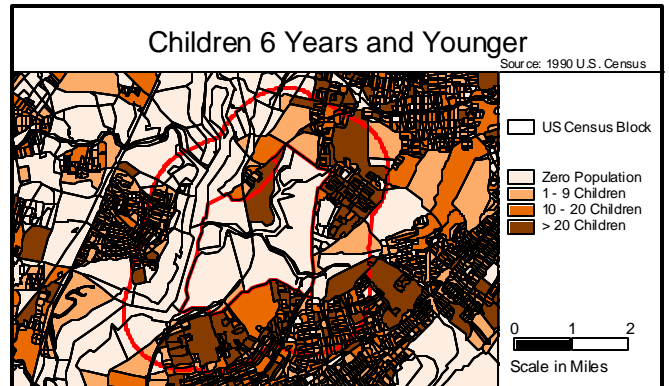 Children 6 Years and Younger
Source: 1990 U.S. Census
US Census Block
Zero Population
1 - 9 Children
10 - 20 Children
> 20 Children
0 1 2
Scale in Miles